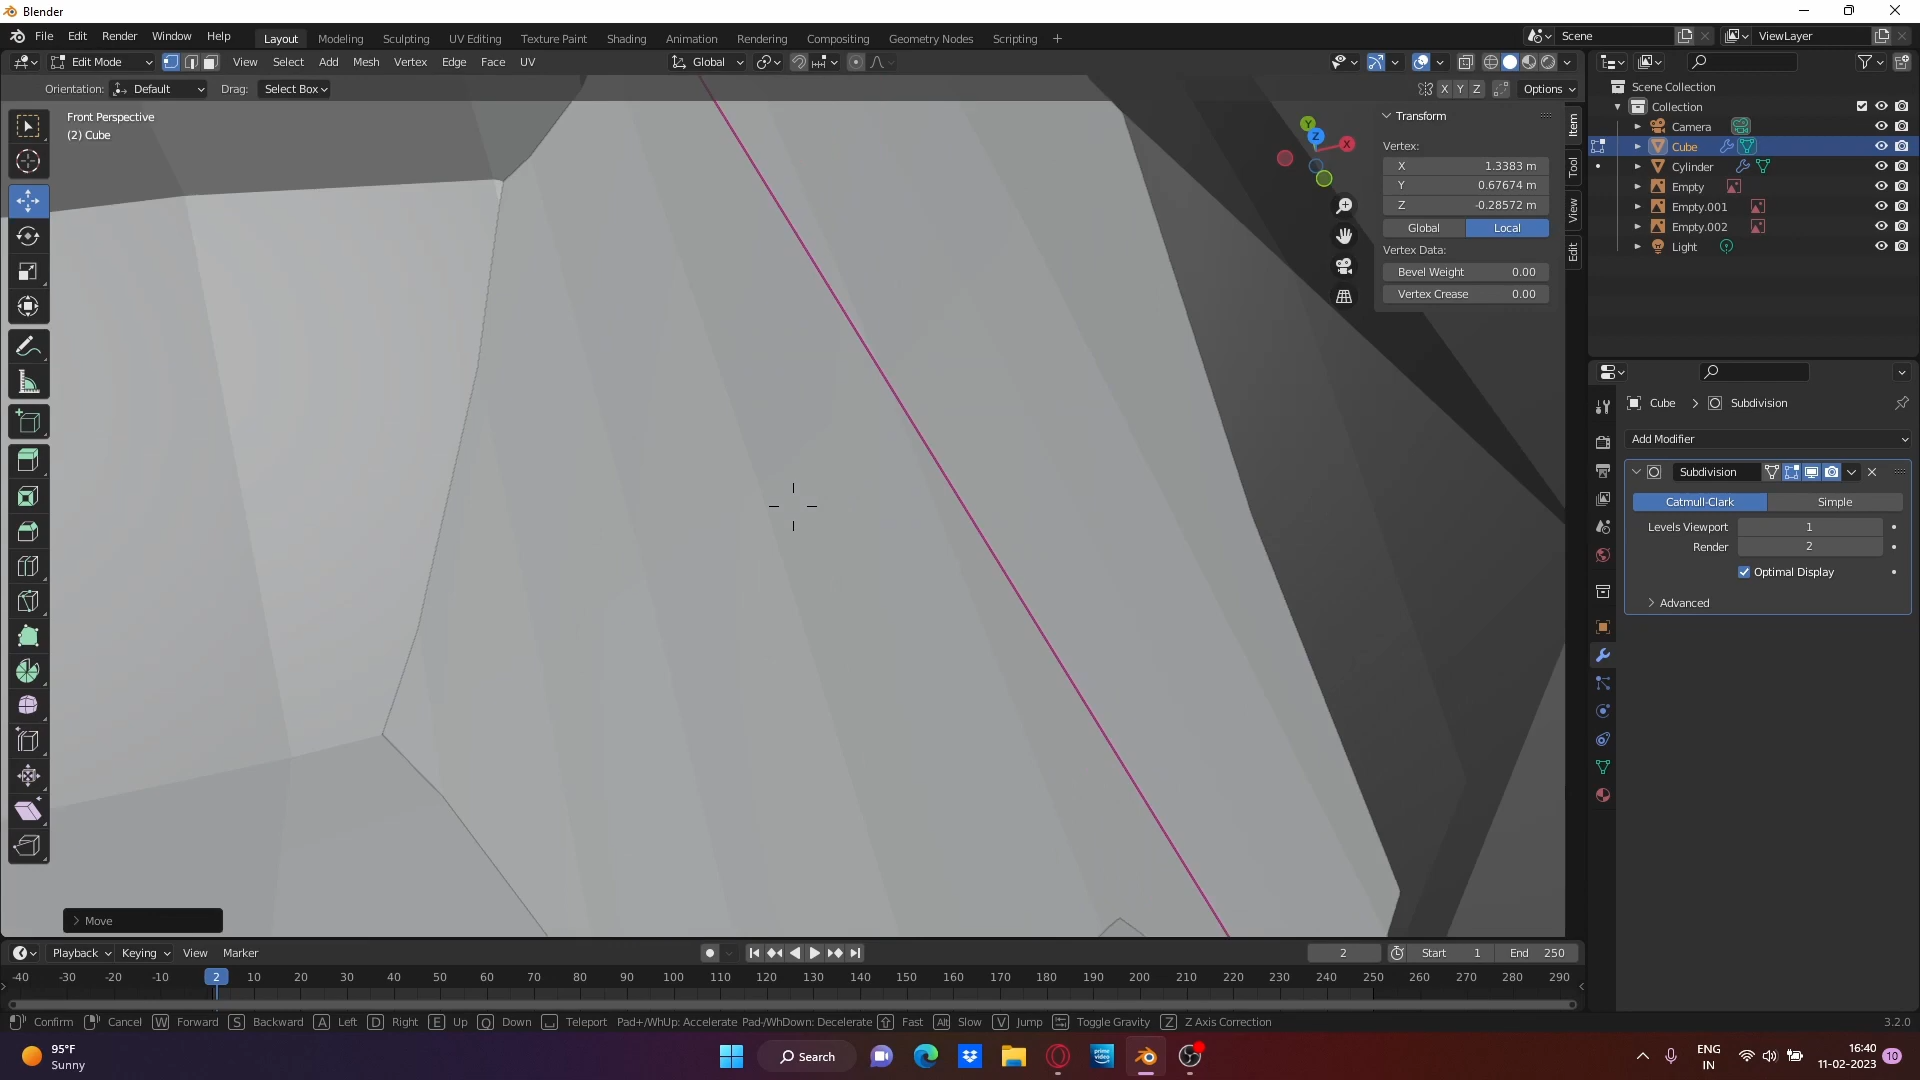 Blender
File Edit Render Window Help
Layout Modeling Sculpting UV Editing Texture Paint Shading Animation Rendering Compositing Geometry Nodes Scripting +
Scene
ViewLayer
Edit Mode
View Select Add Mesh Vertex Edge Face UV
Global
Orientation: Default Drag: Select Box
X Y Z Options
Front Perspective
(2) Cube
Y
Z
X
Transform
Vertex:
X 1.3383 m
Y 0.67674 m
Z -0.28572 m
Global Local
Vertex Data:
Bevel Weight 0.00
Vertex Crease 0.00
Item
Tool
View
Edit
Scene Collection
Collection
Camera
Cube
Cylinder
Empty
Empty.001
Empty.002
Light
Cube > Subdivision
Add Modifier
Subdivision
Catmull-Clark Simple
Levels Viewport 1
Render 2
Optimal Display
Advanced
Move
Playback Keying View Marker
2 Start 1 End 250
-40 -30 -20 -10 2 10 20 30 40 50 60 70 80 90 100 110 120 130 140 150 160 170 180 190 200 210 220 230 240 250 260 270 280 290
Confirm Cancel W Forward S Backward A Left D Right E Up Q Down Teleport Pad+/WhUp: Accelerate Pad-/WhDown: Decelerate Fast Alt Slow V Jump Toggle Gravity Z Z Axis Correction
3.2.0
95°F
Sunny
Search
prime video
ENG
IN
16:40
11-02-2023
10